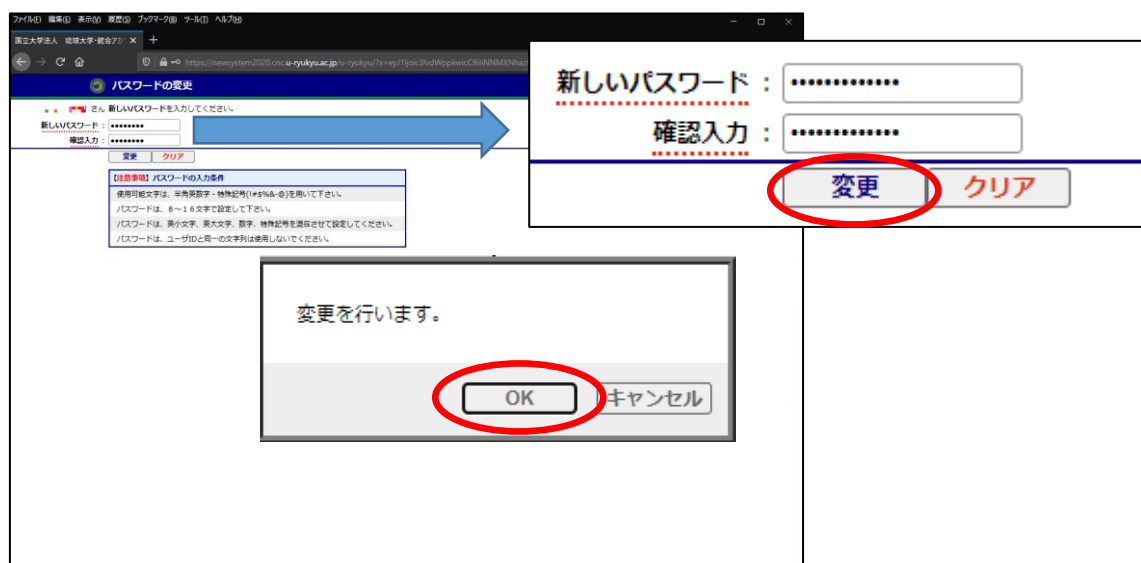 ファイル(F) 編集(E) 表示(V) 履歴(S) ブックマーク(B) ツール(T) ヘルプ(H)
国立大学法人 琉球大学-統合アカ
https://newsystem2020.cnc.u-ryukyu.ac.jp/u-ryukyu/?x=
パスワードの変更
さん 新しいパスワードを入力してください。
新しいパスワード：
確認入力：
変更 クリア
【注意事項】パスワードの入力条件
使用可能文字は、半角英数字・特殊記号(!#$%&-@)を用いて下さい。
パスワードは、８～１６文字で設定して下さい。
パスワードは、英小文字、英大文字、数字、特殊記号を混在させて設定してください。
パスワードは、ユーザIDと同一の文字列は使用しないでください。
新しいパスワード：
確認入力：
変更 クリア
変更を行います。
OK キャンセル